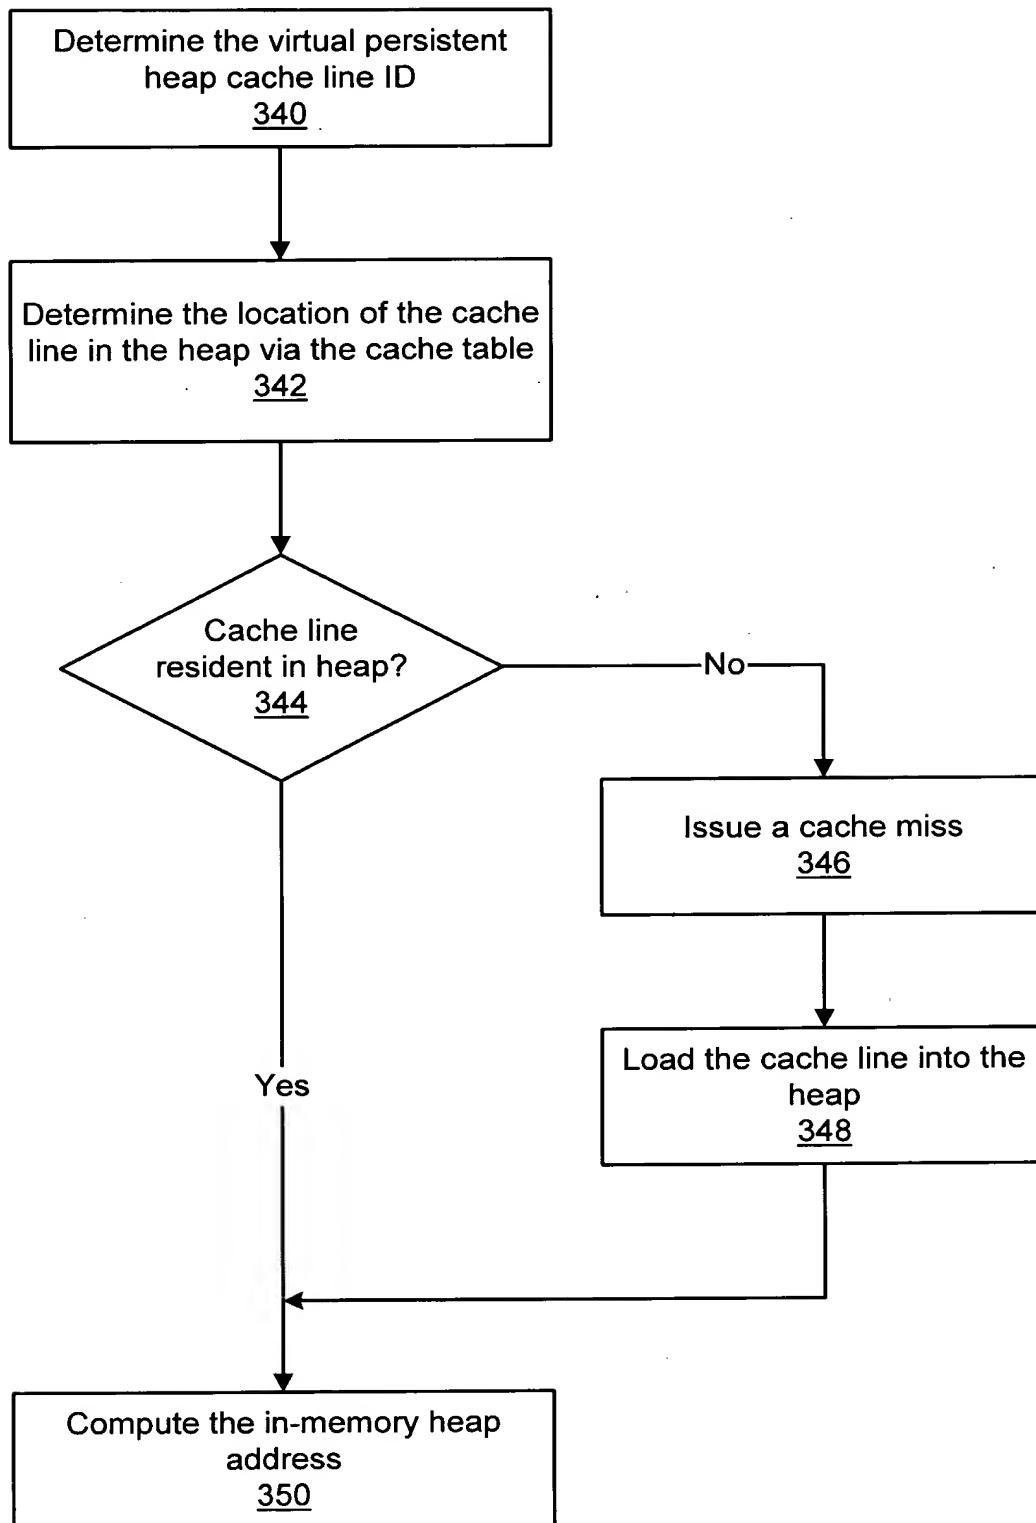 Determine the virtual persistent
heap cache line ID
340
Determine the location of the cache
line in the heap via the cache table
342
Cache line
resident in heap?
344
No
Issue a cache miss
346
Load the cache line into the
heap
348
Yes
Compute the in-memory heap
address
350